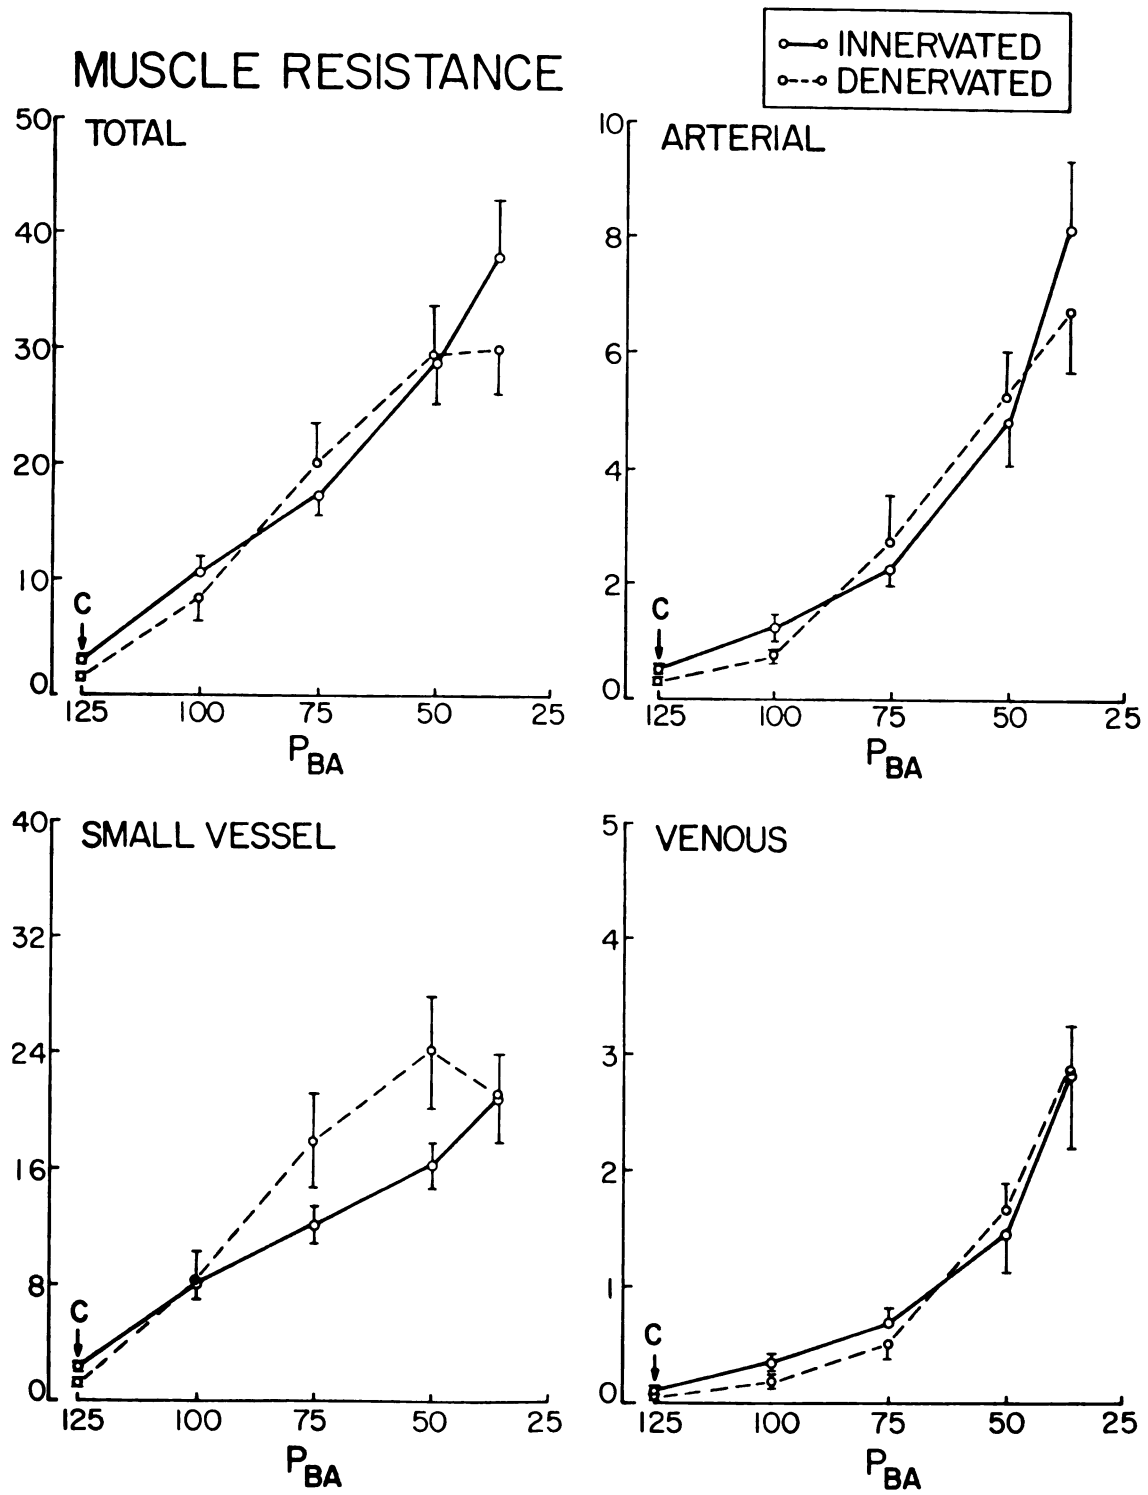 MUSCLE RESISTANCE
INNERVATED
DENERVATED
TOTAL
50
40
30
20
10
0
C
125 100 75 50 25
PBA
ARTERIAL
10
8
6
4
2
0
C
125 100 75 50 25
PBA
SMALL VESSEL
40
32
24
16
8
0
C
125 100 75 50 25
PBA
VENOUS
5
4
3
2
1
0
C
125 100 75 50 25
PBA